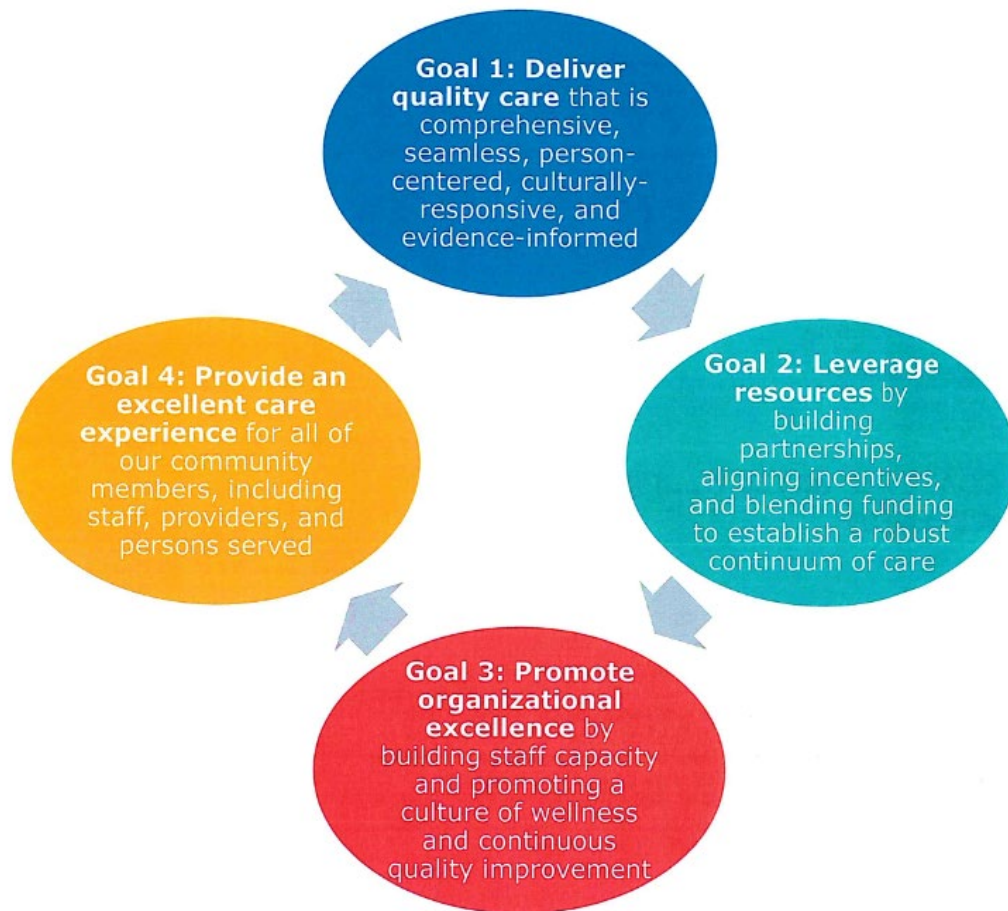 Goal 1: Deliver
quality care that is
comprehensive,
seamless, person-
centered, culturally-
responsive, and
evidence-informed
Goal 2: Leverage
resources by
building
partnerships,
aligning incentives,
and blending funding
to establish a robust
continuum of care
Goal 3: Promote
organizational
excellence by
building staff capacity
and promoting a
culture of wellness
and continuous
quality improvement
Goal 4: Provide an
excellent care
experience for all of
our community
members, including
staff, providers, and
persons served